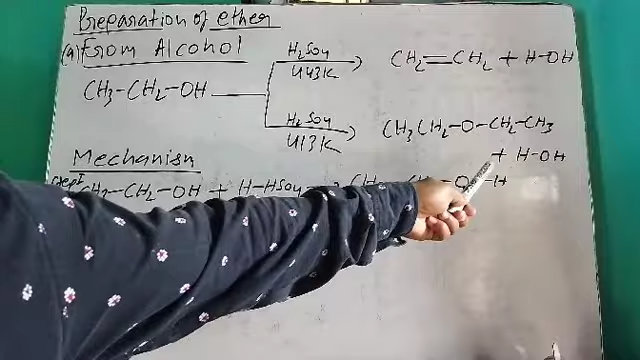 Preparation of ether
(a) From Alcohol
H2SO4
443K
CH2=CH2 + H-OH
CH3-CH2-OH
H2SO4
413K
CH3CH2-O-CH2-CH3
+ H-OH
Mechanism
Step I
CH3-CH2-OH + H-HSO4
-H